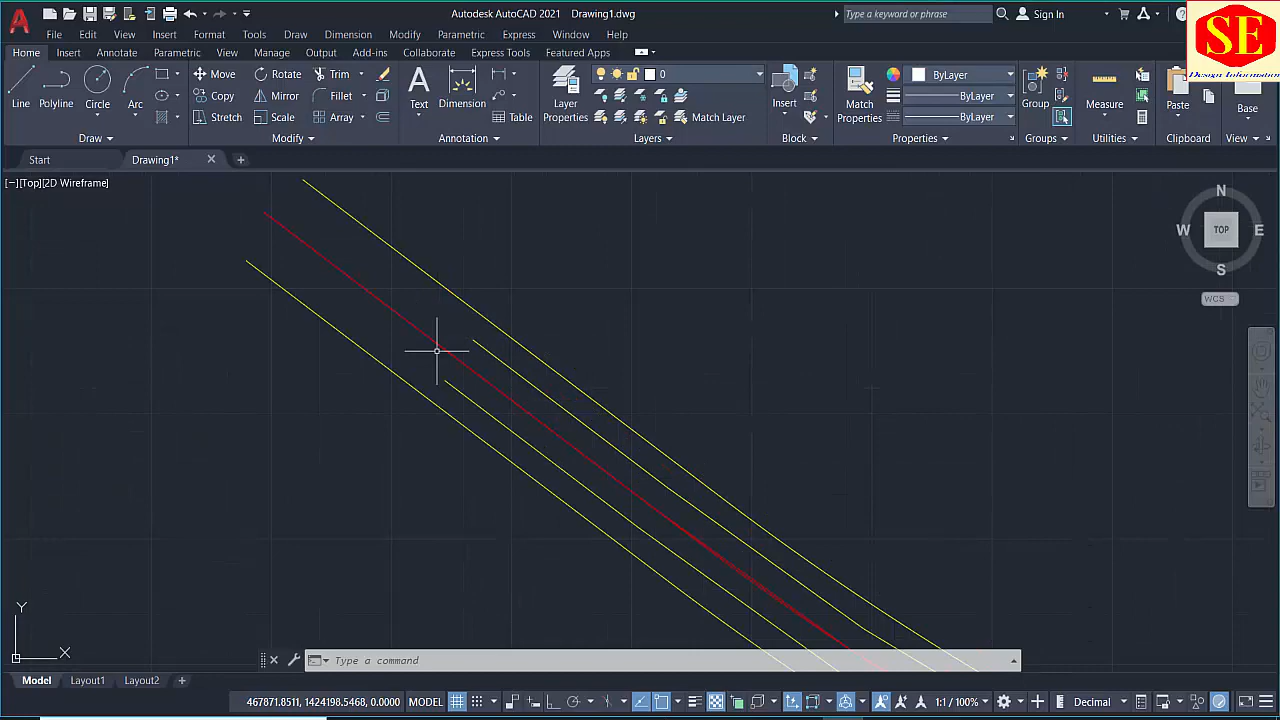 Autodesk AutoCAD 2021 Drawing1.dwg
Type a keyword or phrase
Sign In
SE
Design Information
File Edit View Insert Format Tools Draw Dimension Modify Parametric Express Window Help
Home Insert Annotate Parametric View Manage Output Add-ins Collaborate Express Tools Featured Apps
Line Polyline Circle Arc
Move Rotate Trim
Copy Mirror Fillet
Stretch Scale Array
Text Dimension Table
Layer Properties
0
Match Layer
Insert
Match Properties
ByLayer
ByLayer
ByLayer
Group
Measure
Paste
Base
Draw Modify Annotation Layers Block Properties Groups Utilities Clipboard View
Start Drawing1*
[−][Top][2D Wireframe]
N
W TOP E
S
WCS
Y
X
Type a command
Model Layout1 Layout2
467871.8511, 1424198.5468, 0.0000 MODEL 1:1 / 100% Decimal